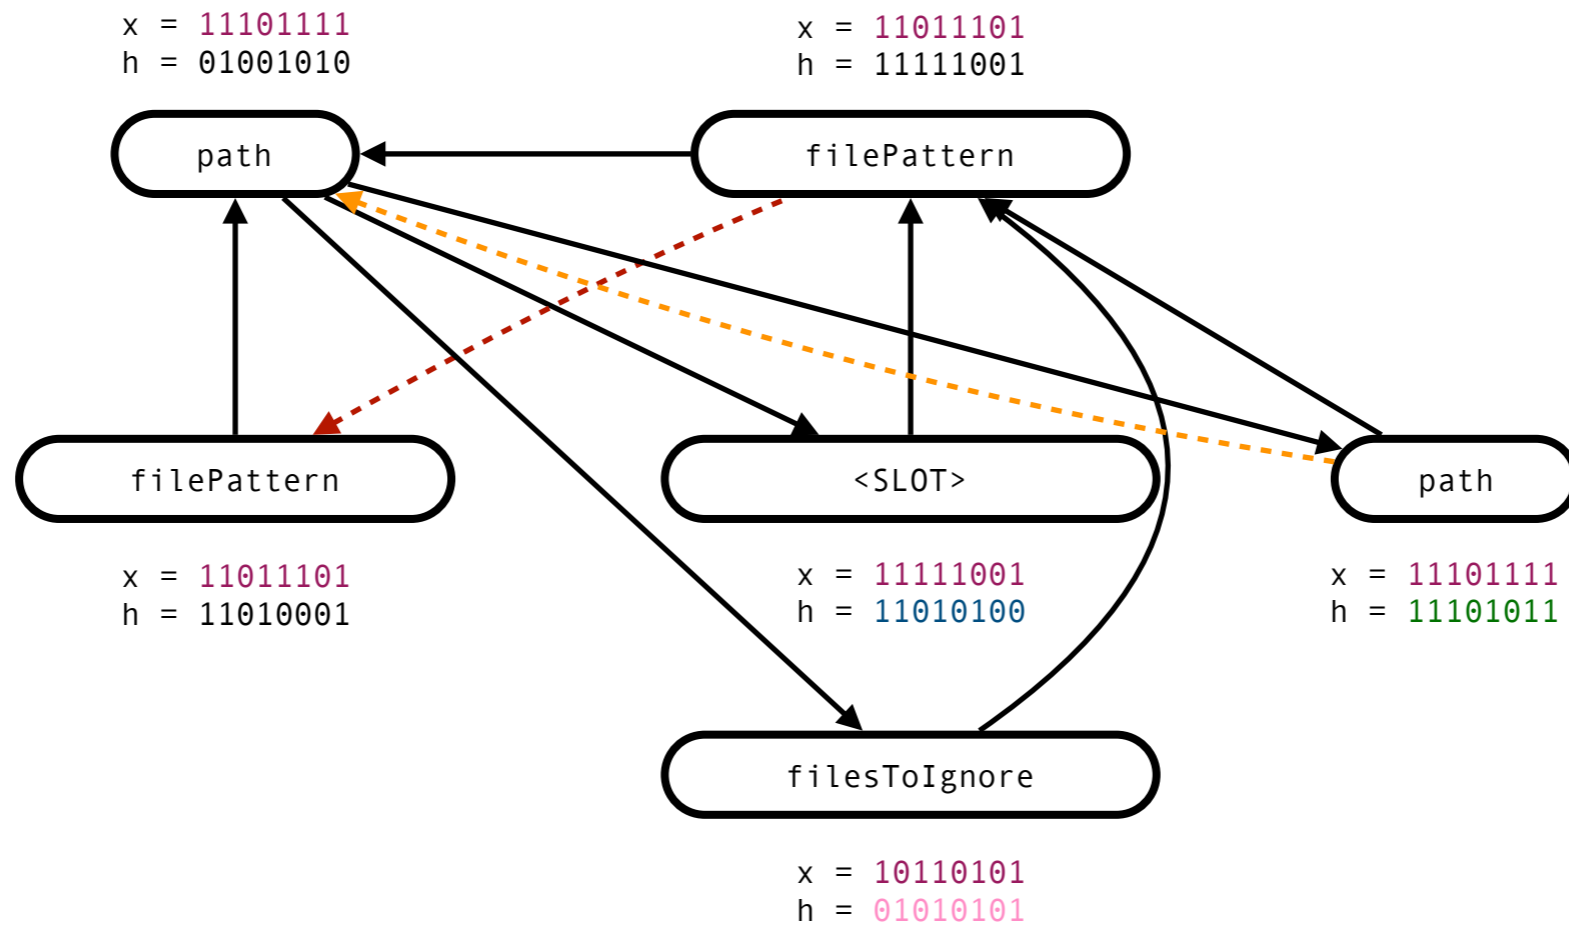 x = 11101111
h = 01001010
x = 11011101
h = 11111001
path
filePattern
filePattern
<SLOT>
path
x = 11011101
h = 11010001
x = 11111001
h = 11010100
x = 11101111
h = 11101011
filesToIgnore
x = 10110101
h = 01010101